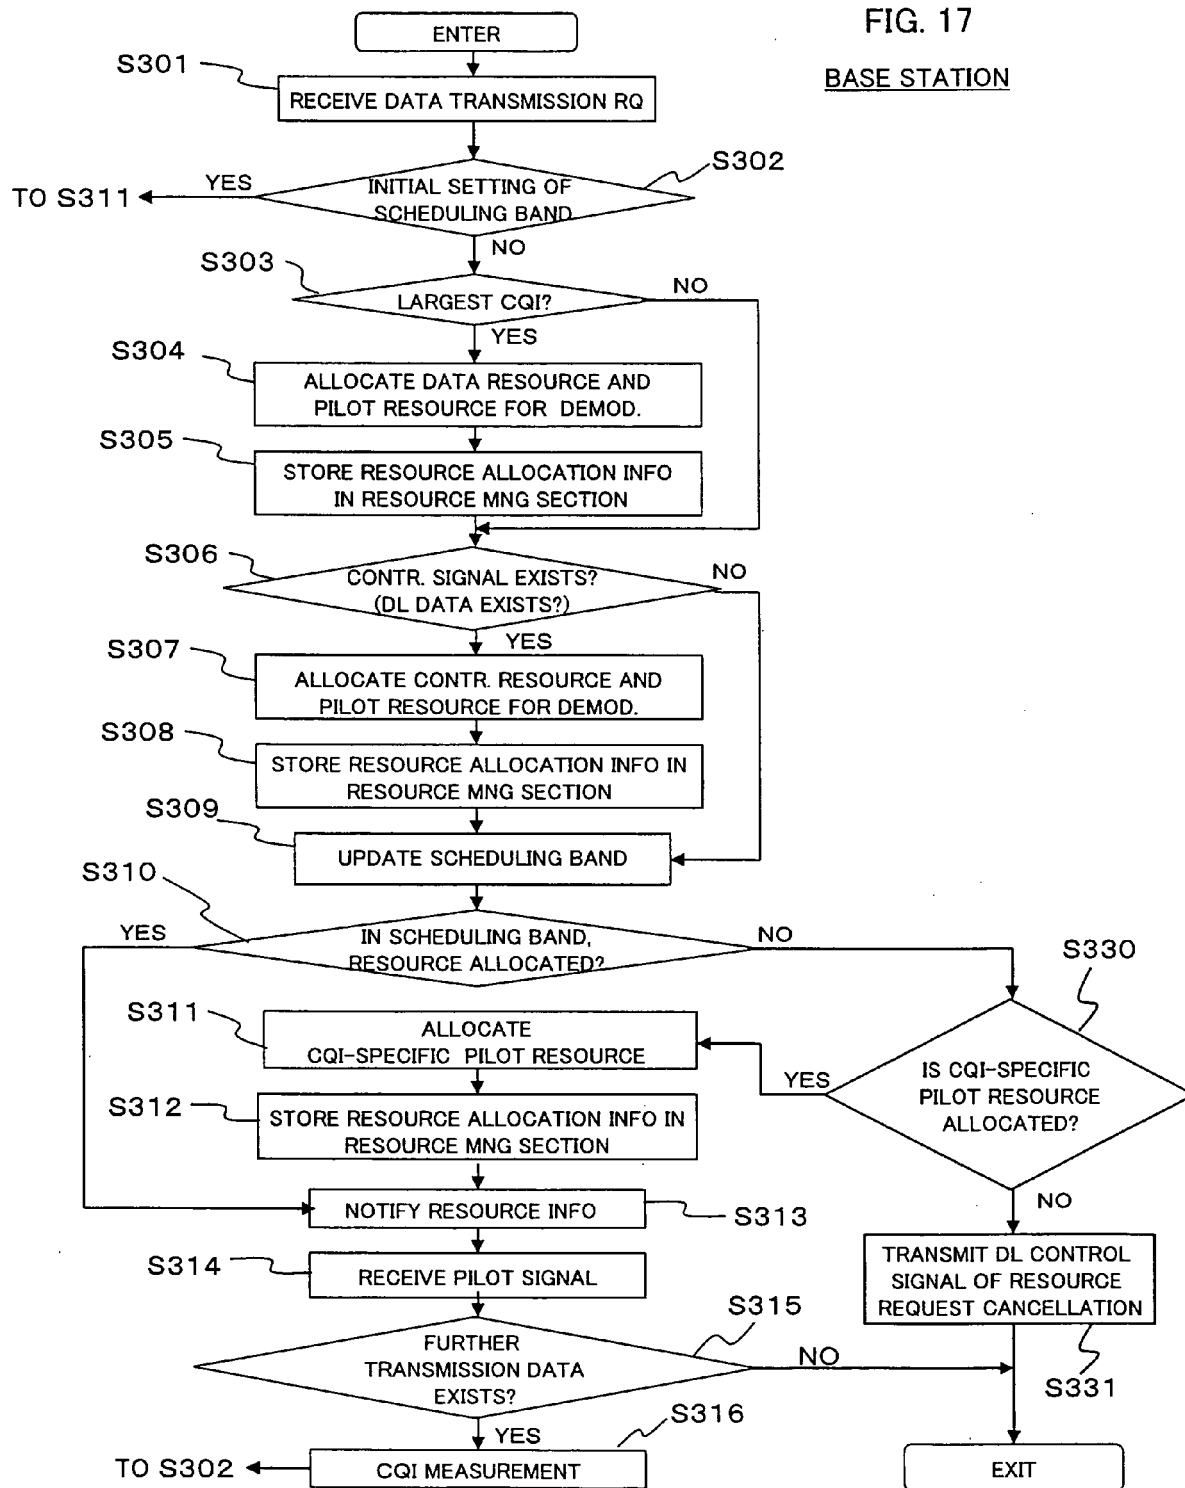 FIG. 17
BASE STATION
ENTER
S301
RECEIVE DATA TRANSMISSION RQ
S302
YES
TO S311
INITIAL SETTING OF
SCHEDULING BAND
NO
S303
LARGEST CQI?
NO
YES
S304
ALLOCATE DATA RESOURCE AND
PILOT RESOURCE FOR DEMOD.
S305
STORE RESOURCE ALLOCATION INFO
IN RESOURCE MNG SECTION
S306
CONTR. SIGNAL EXISTS?
(DL DATA EXISTS?)
NO
YES
S307
ALLOCATE CONTR. RESOURCE AND
PILOT RESOURCE FOR DEMOD.
S308
STORE RESOURCE ALLOCATION INFO IN
RESOURCE MNG SECTION
S309
UPDATE SCHEDULING BAND
S310
YES
IN SCHEDULING BAND,
RESOURCE ALLOCATED?
NO
S330
IS CQI-SPECIFIC
PILOT RESOURCE
ALLOCATED?
YES
NO
S311
ALLOCATE
CQI-SPECIFIC PILOT RESOURCE
S312
STORE RESOURCE ALLOCATION INFO IN
RESOURCE MNG SECTION
NOTIFY RESOURCE INFO
S313
TRANSMIT DL CONTROL
SIGNAL OF RESOURCE
REQUEST CANCELLATION
S331
S314
RECEIVE PILOT SIGNAL
S315
FURTHER
TRANSMISSION DATA
EXISTS?
NO
YES
S316
TO S302
CQI MEASUREMENT
EXIT